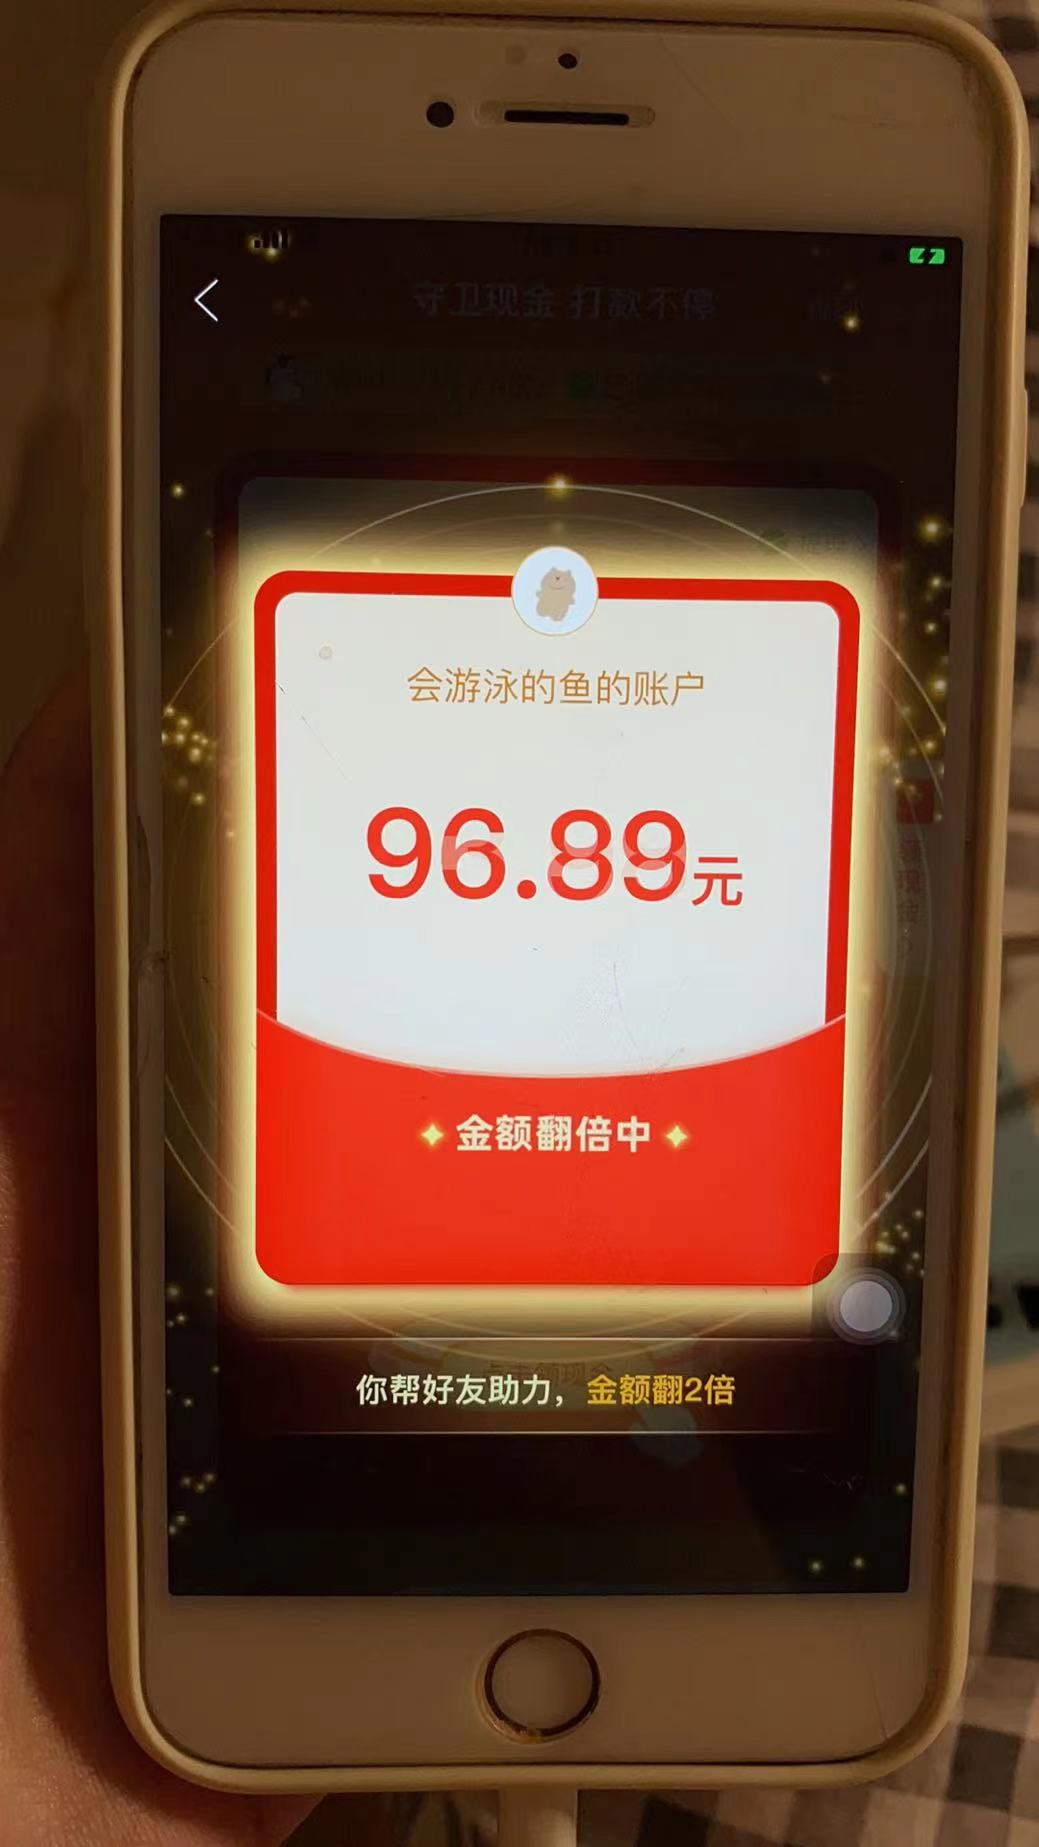 守卫现金 打款不停
会游泳的鱼的账户
96.89元
金额翻倍中
你帮好友助力，金额翻2倍